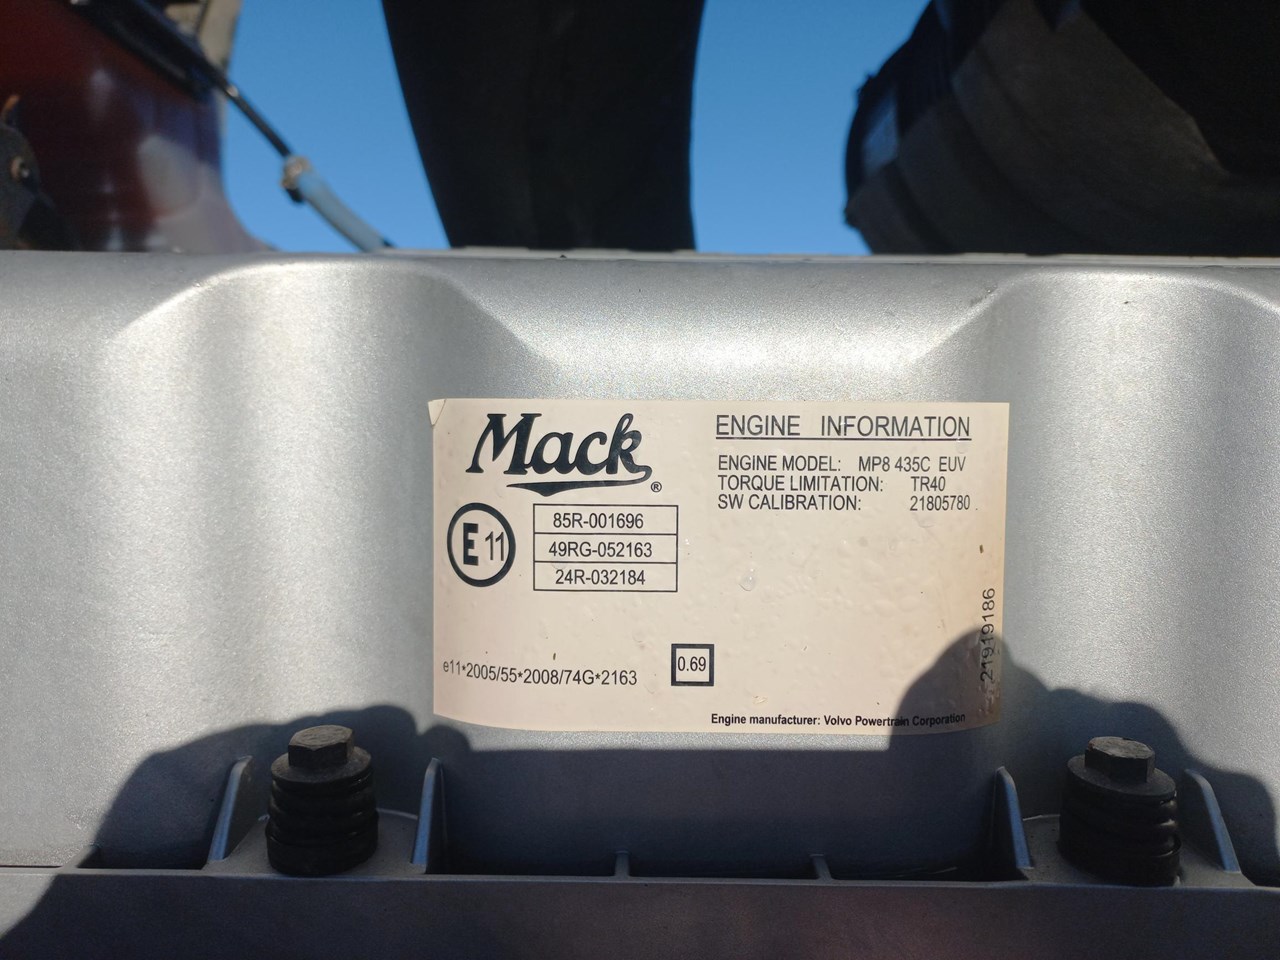 Mack®
E 11
85R-001696
49RG-052163
24R-032184
e11*2005/55*2008/74G*2163
0.69
ENGINE INFORMATION
ENGINE MODEL: MP8 435C EUV
TORQUE LIMITATION: TR40
SW CALIBRATION: 21805780
21919186
Engine manufacturer: Volvo Powertrain Corporation